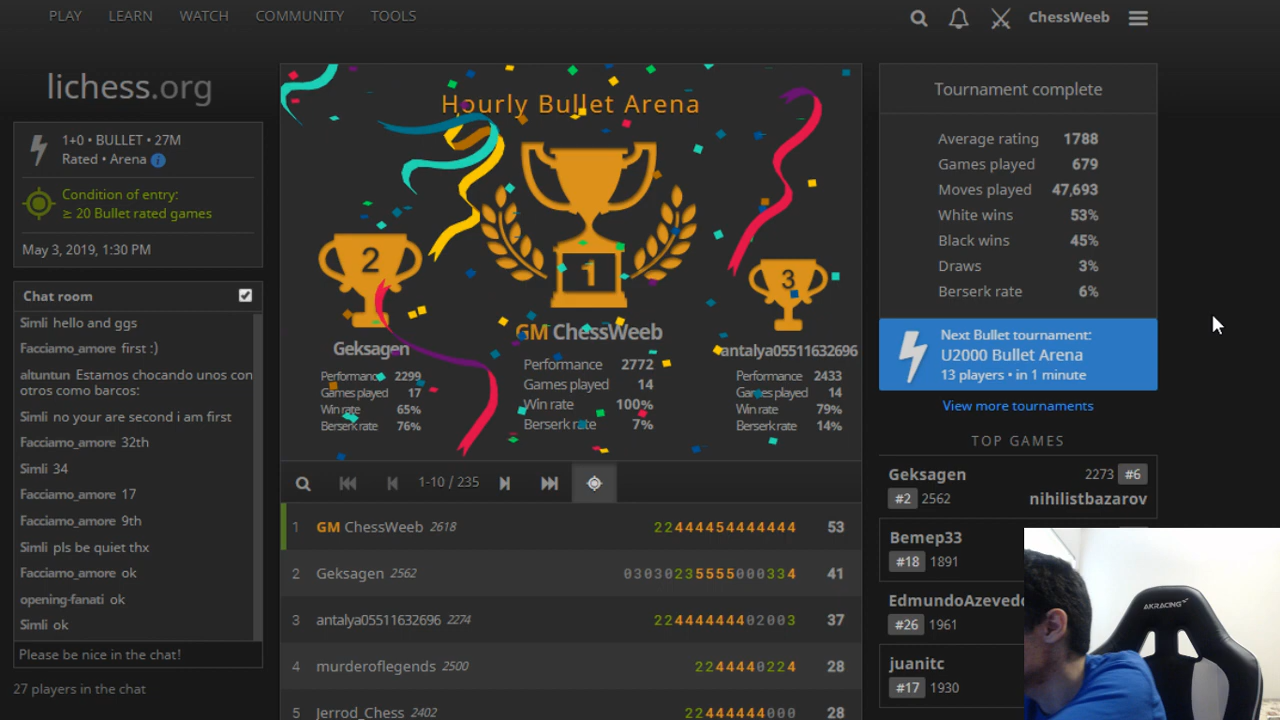 PLAY LEARN WATCH COMMUNITY TOOLS ChessWeeb
lichess.org
1+0 • BULLET • 27M
Rated • Arena
Condition of entry:
≥ 20 Bullet rated games
May 3, 2019, 1:30 PM
Chat room
Simli hello and ggs
Facciamo_amore first :)
altuntun Estamos chocando unos con
otros como barcos:
Simli no your are second i am first
Facciamo_amore 32th
Simli 34
Facciamo_amore 17
Facciamo_amore 9th
Simli pls be quiet thx
Facciamo_amore ok
opening-fanati ok
Simli ok
Please be nice in the chat!
27 players in the chat
Hourly Bullet Arena
2
1
3
Geksagen
Performance 2299
Games played 17
Win rate 65%
Berserk rate 76%
GM ChessWeeb
Performance 2772
Games played 14
Win rate 100%
Berserk rate 7%
antalya05511632696
Performance 2433
Games played 14
Win rate 79%
Berserk rate 14%
1-10 / 235
1 GM ChessWeeb 2618 22444454444444 53
2 Geksagen 2562 03030235555000334 41
3 antalya05511632696 2274 22444444402003 37
4 murderoflegends 2500 2244440224 28
5 Jerrod_Chess 2402 22444444000 28
Tournament complete
Average rating 1788
Games played 679
Moves played 47,693
White wins 53%
Black wins 45%
Draws 3%
Berserk rate 6%
Next Bullet tournament:
U2000 Bullet Arena
13 players • in 1 minute
View more tournaments
TOP GAMES
Geksagen 2273 #6
#2 2562 nihilistbazarov
Bemep33
#18 1891
EdmundoAzevedo
#26 1961
juanitc
#17 1930
AKRACING